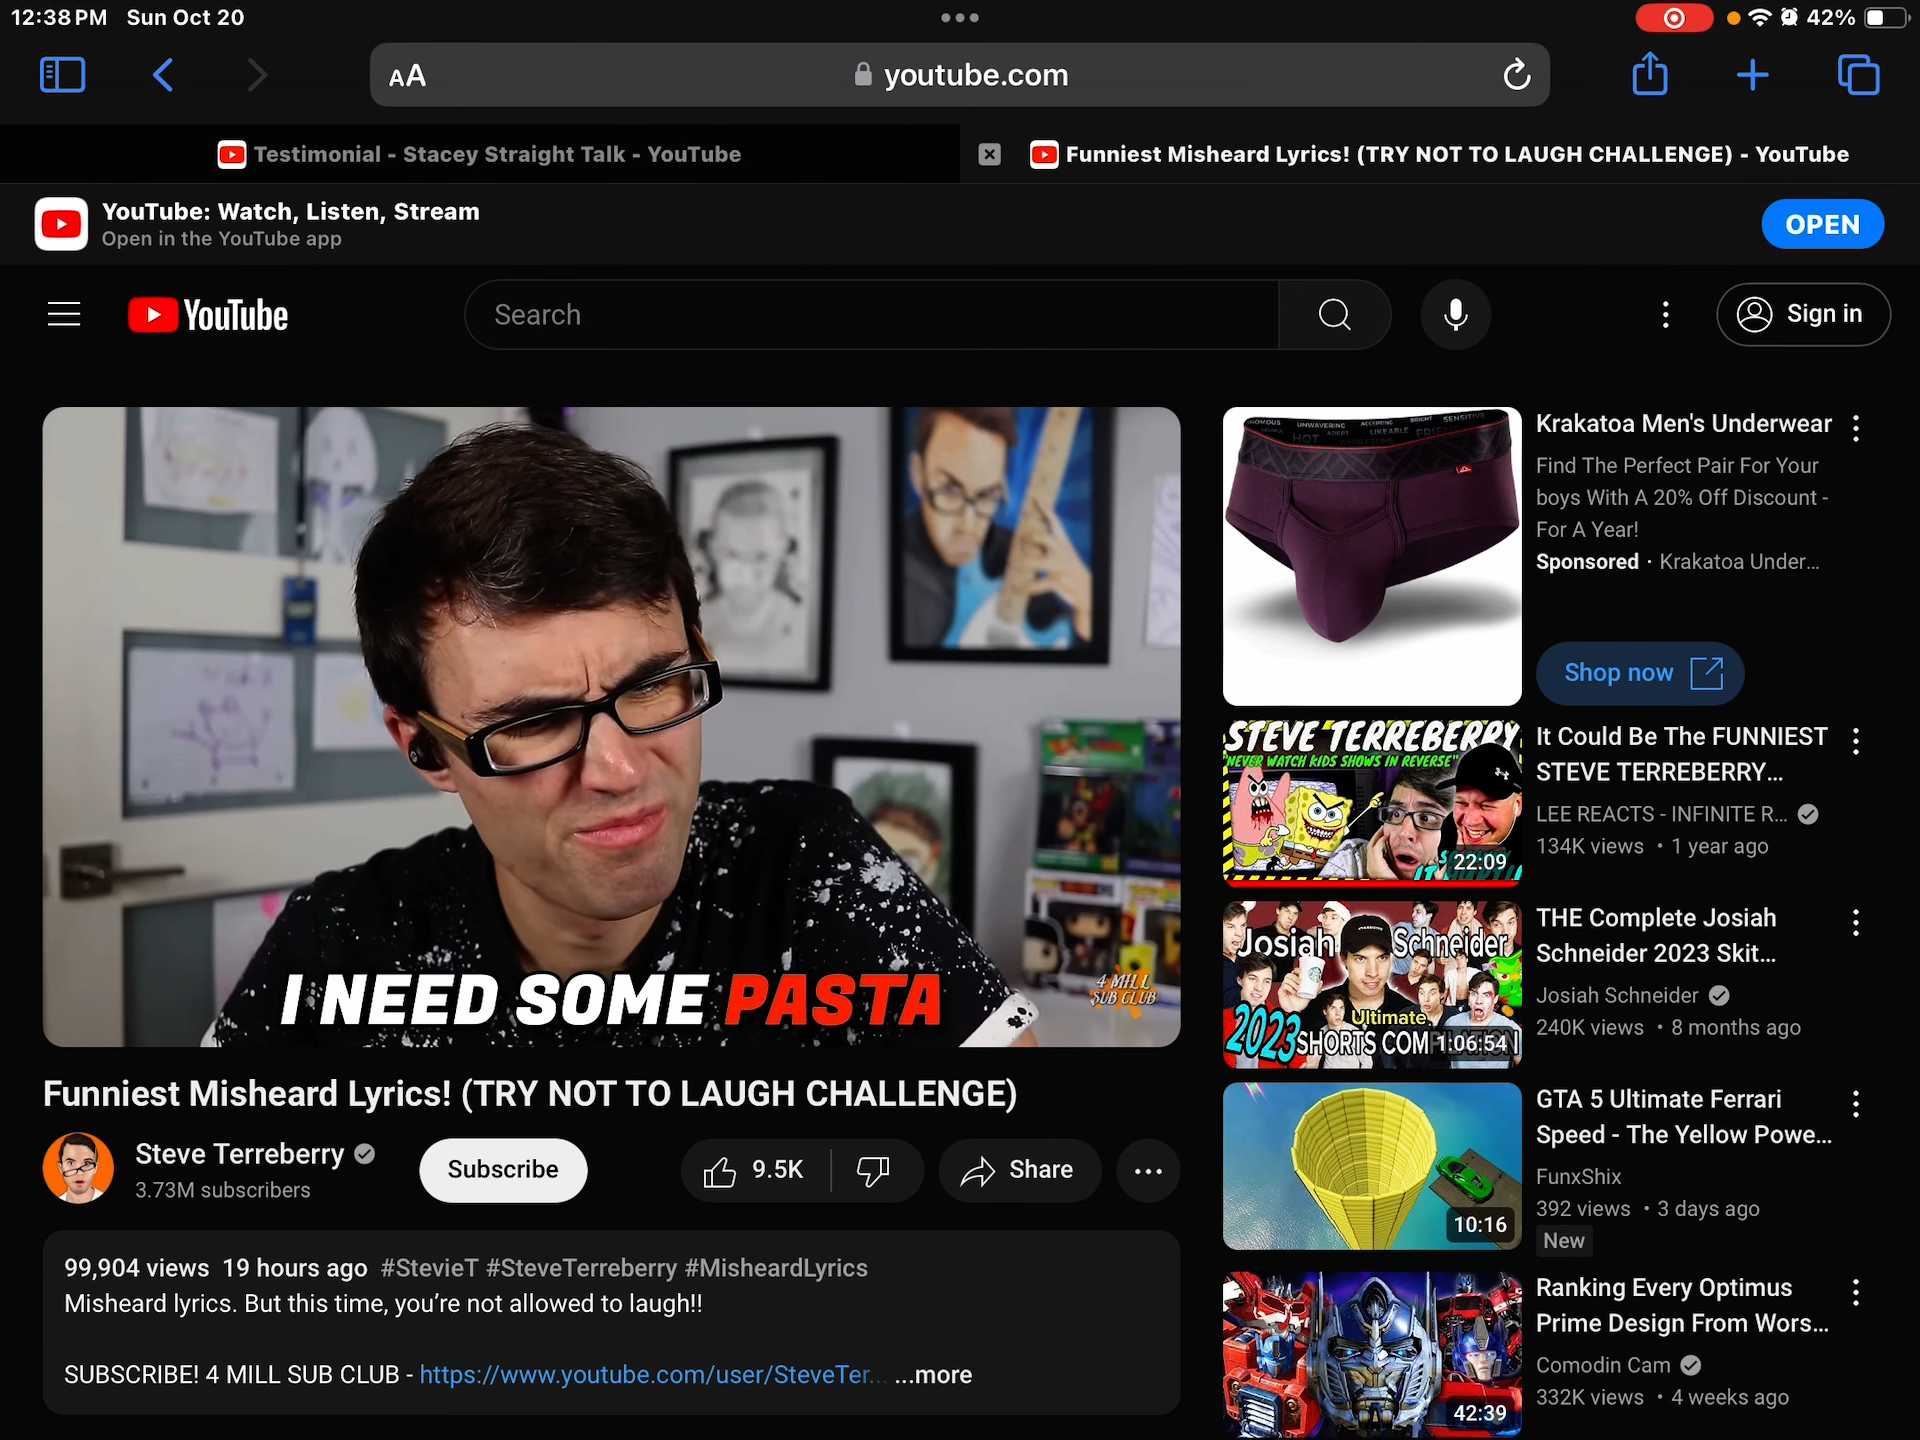 12:38 PM Sun Oct 20
42%
AA
youtube.com
Testimonial - Stacey Straight Talk - YouTube
Funniest Misheard Lyrics! (TRY NOT TO LAUGH CHALLENGE) - YouTube
YouTube: Watch, Listen, Stream
Open in the YouTube app
OPEN
YouTube
Search
Sign in
I NEED SOME PASTA
4 MILL
SUB CLUB
Funniest Misheard Lyrics! (TRY NOT TO LAUGH CHALLENGE)
Steve Terreberry
3.73M subscribers
Subscribe
9.5K
Share
99,904 views 19 hours ago #StevieT #SteveTerreberry #MisheardLyrics
Misheard lyrics. But this time, you're not allowed to laugh!!
SUBSCRIBE! 4 MILL SUB CLUB - https://www.youtube.com/user/SteveTer... ...more
UNWAVERING
ACCEPTING
BRIGHT
SENSITIVE
HOT
ADEPT
LIKEABLE
Krakatoa Men's Underwear
Find The Perfect Pair For Your
boys With A 20% Off Discount -
For A Year!
Sponsored · Krakatoa Under...
Shop now
STEVE TERREBERRY
"NEVER WATCH KIDS SHOWS IN REVERSE"
22:09
It Could Be The FUNNIEST
STEVE TERREBERRY...
LEE REACTS - INFINITE R...
134K views • 1 year ago
Josiah Schneider
Ultimate
2023 SHORTS COM
1:06:54
THE Complete Josiah
Schneider 2023 Skit...
Josiah Schneider
240K views • 8 months ago
10:16
GTA 5 Ultimate Ferrari
Speed - The Yellow Powe...
FunxShix
392 views • 3 days ago
New
42:39
Ranking Every Optimus
Prime Design From Wors...
Comodin Cam
332K views • 4 weeks ago